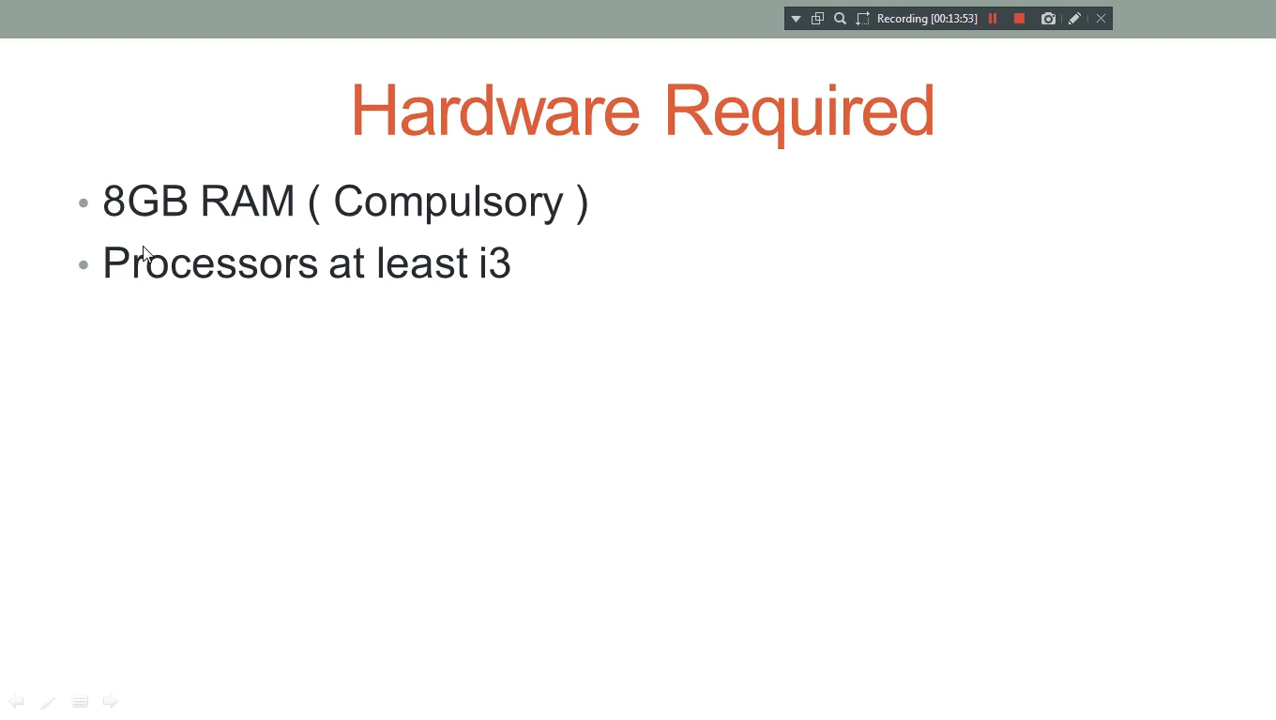 Recording [00:13:53]
Hardware Required
• 8GB RAM ( Compulsory )
• Processors at least i3